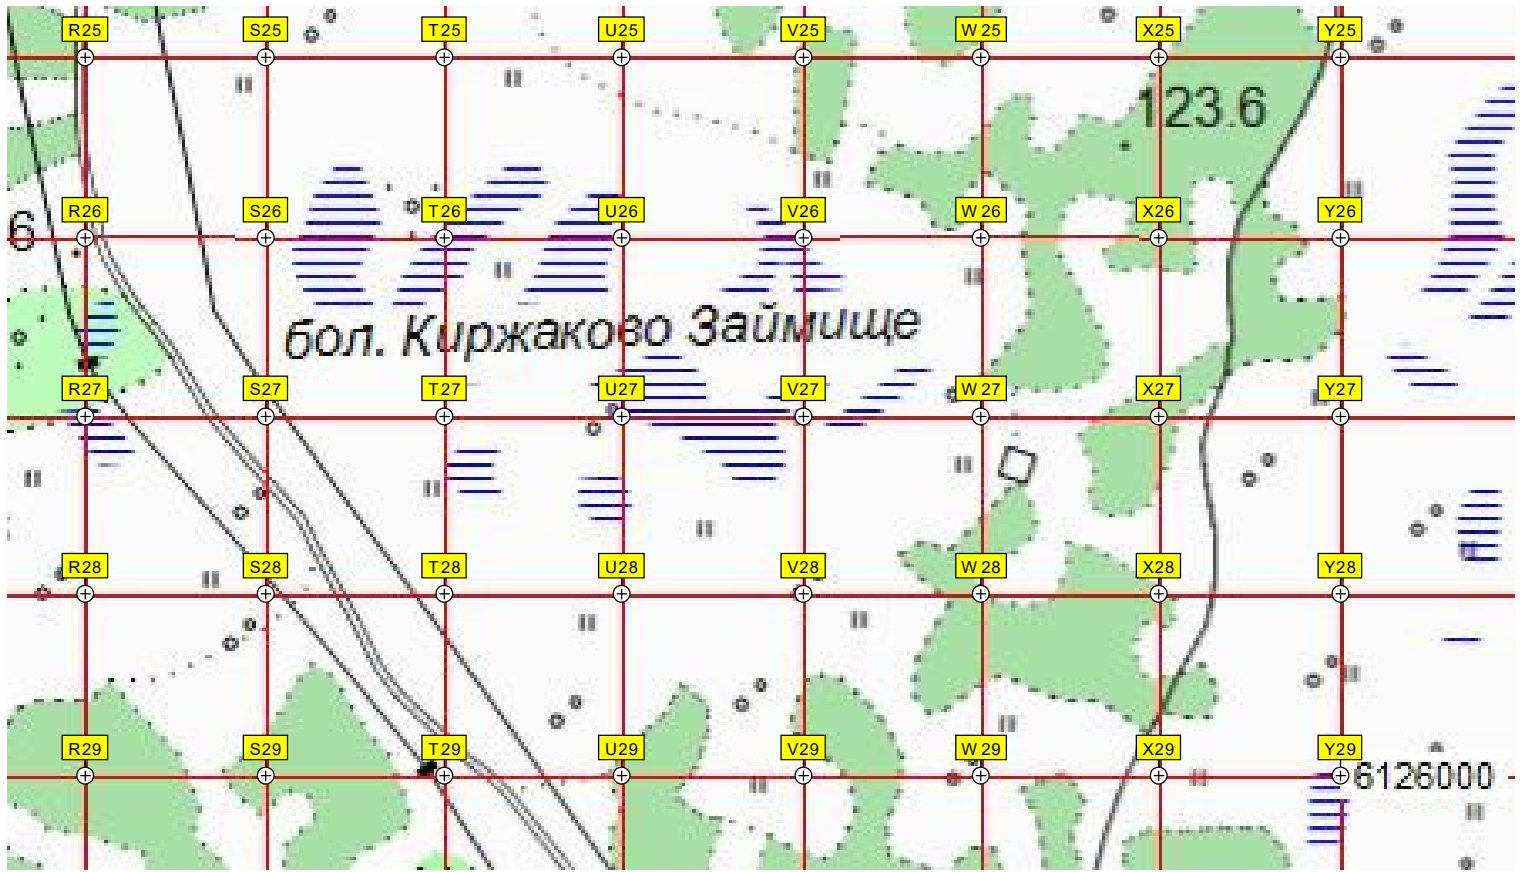 R25 S25 T25 U25 V25 W25 X25 Y25
123.6
R26 S26 T26 U26 V26 W26 X26 Y26
6
бол. Киржаково Займище
R27 S27 T27 U27 V27 W27 X27 Y27
R28 S28 T28 U28 V28 W28 X28 Y28
R29 S29 T29 U29 V29 W29 X29 Y29
6126000